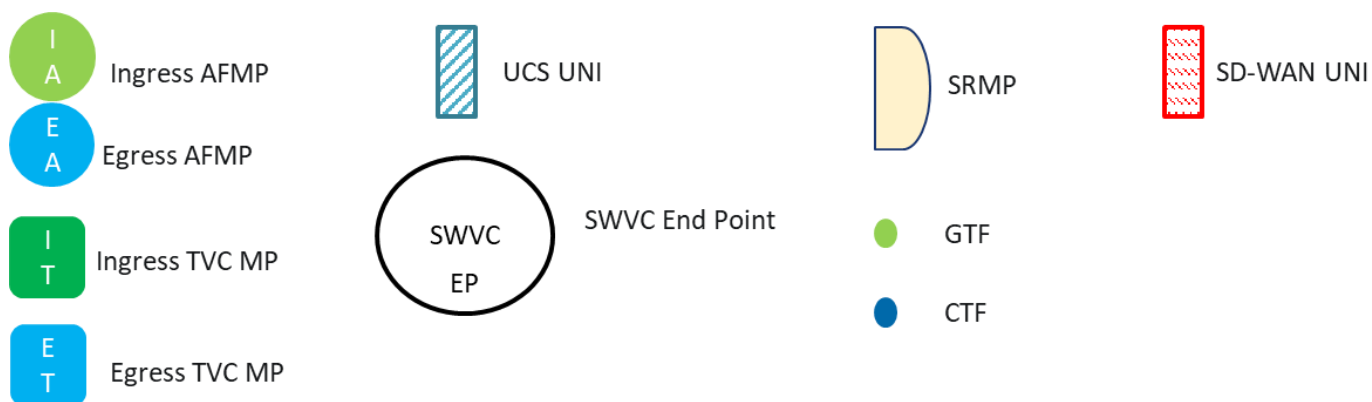 I
A
Ingress AFMP
E
A
Egress AFMP
I
T
Ingress TVC MP
E
T
Egress TVC MP
UCS UNI
SWVC
EP
SWVC End Point
SRMP
GTF
CTF
SD-WAN UNI